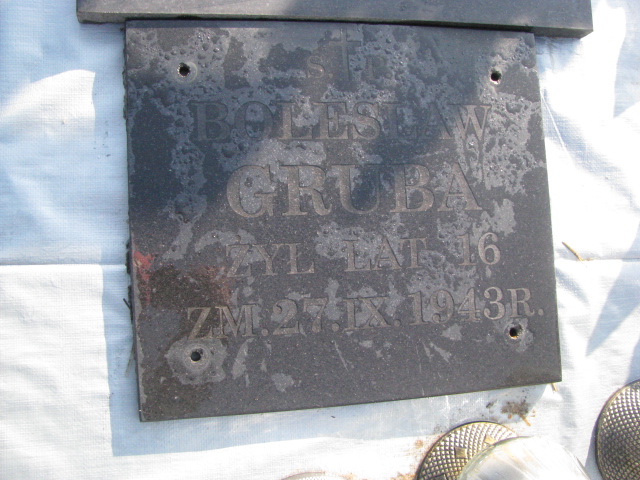 S P
BOLESŁAW
GRUBA
ŻYŁ LAT 16
ZM.27.IX.1943R.